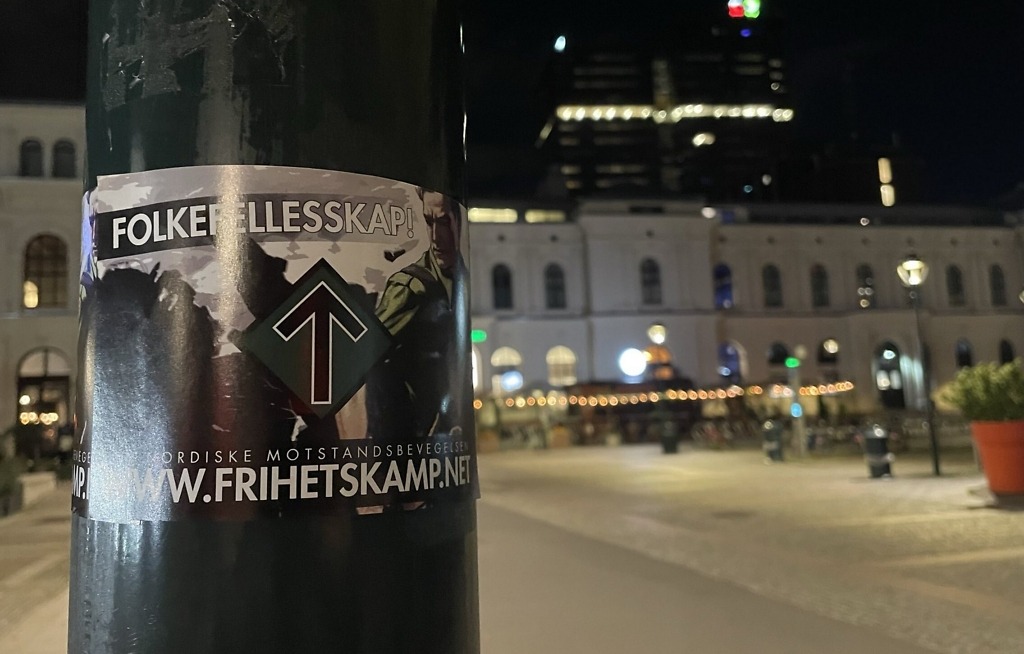 FOLKEFELLESSKAP!
NORDISKE MOTSTANDSBEVEGELSEN
WWW.FRIHETSKAMP.NET